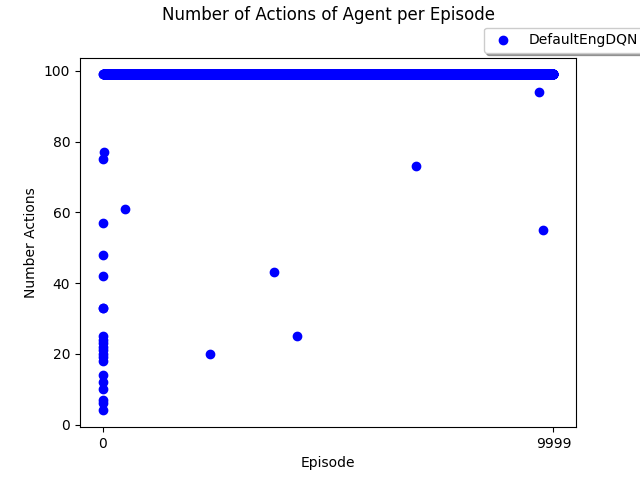 Number of Actions of Agent per Episode
DefaultEngDQN
100
80
60
40
20
0
Number Actions
0
9999
Episode